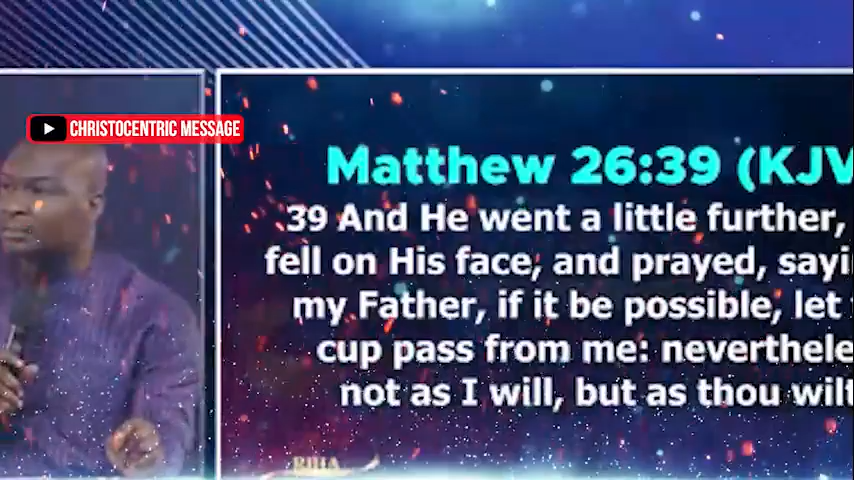 CHRISTOCENTRIC MESSAGE
Matthew 26:39 (KJV
39 And He went a little further,
fell on His face, and prayed, sayi
my Father, if it be possible, let
cup pass from me: neverthele
not as I will, but as thou wilt